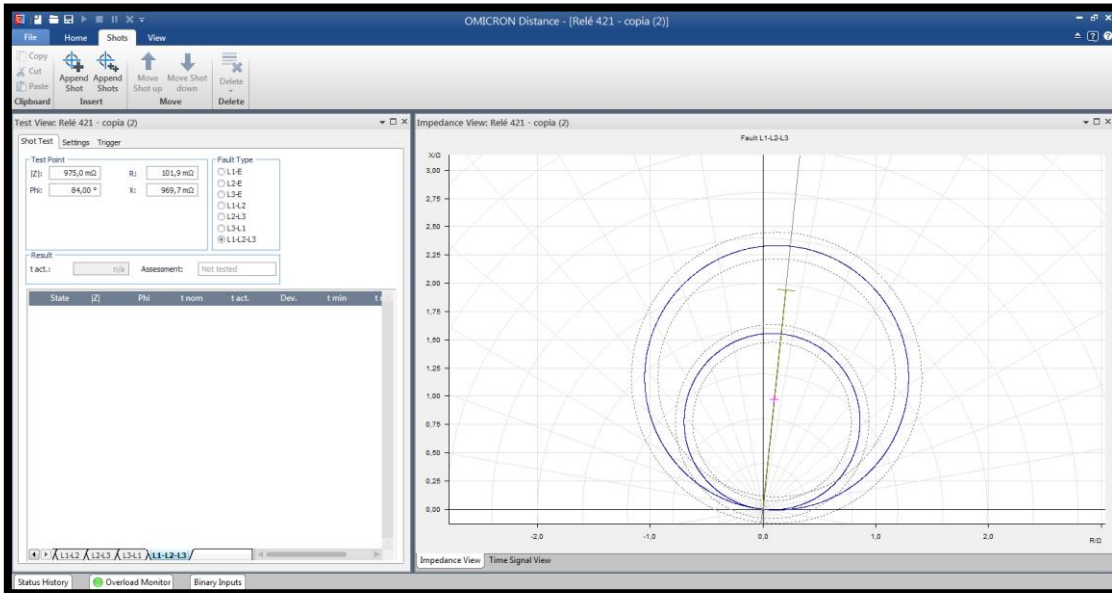 OMICRON Distance - [Relé 421 - copia (2)]
File Home Shots View
Copy
Cut
Paste
Clipboard
Append Shot
Append Shots
Insert
Move Shot up
Move Shot down
Move
Delete
Delete
Test View: Relé 421 - copia (2)
Shot Test Settings Trigger
Test Point
|Z|: 975,0 mΩ R: 101,9 mΩ
Phi: 84,00 ° X: 969,7 mΩ
Fault Type
L1-E
L2-E
L3-E
L1-L2
L2-L3
L3-L1
L1-L2-L3
Result
t act.: n/a Assessment: Not tested
State |Z| Phi t nom t act. Dev. t min
L1-L2 L2-L3 L3-L1 L1-L2-L3
Impedance View: Relé 421 - copia (2)
Fault L1-L2-L3
X/Ω
3,00
2,75
2,50
2,25
2,00
1,75
1,50
1,25
1,00
0,75
0,50
0,25
0,00
-2,0 -1,0 0,0 1,0 2,0
R/Ω
Impedance View Time Signal View
Status History Overload Monitor Binary Inputs